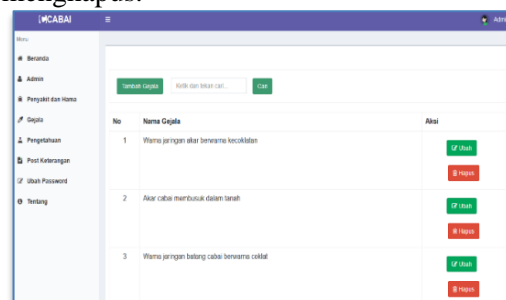 mengnapus.
CABAI
Admi
Menu
Beranda
Admin
Penyakit dan Hama
Gejala
Pengetahuan
Post Keterangan
Ubah Password
Tentang
Tambah Gejala
Ketik dan tekan cari...
Cari
No Nama Gejala Aksi
1 Warna jaringan akar berwarna kecoklatan
Ubah
Hapus
2 Akar cabai membusuk dalam tanah
Ubah
Hapus
3 Warna jaringan batang cabai berwarna coklat
Ubah
Hapus